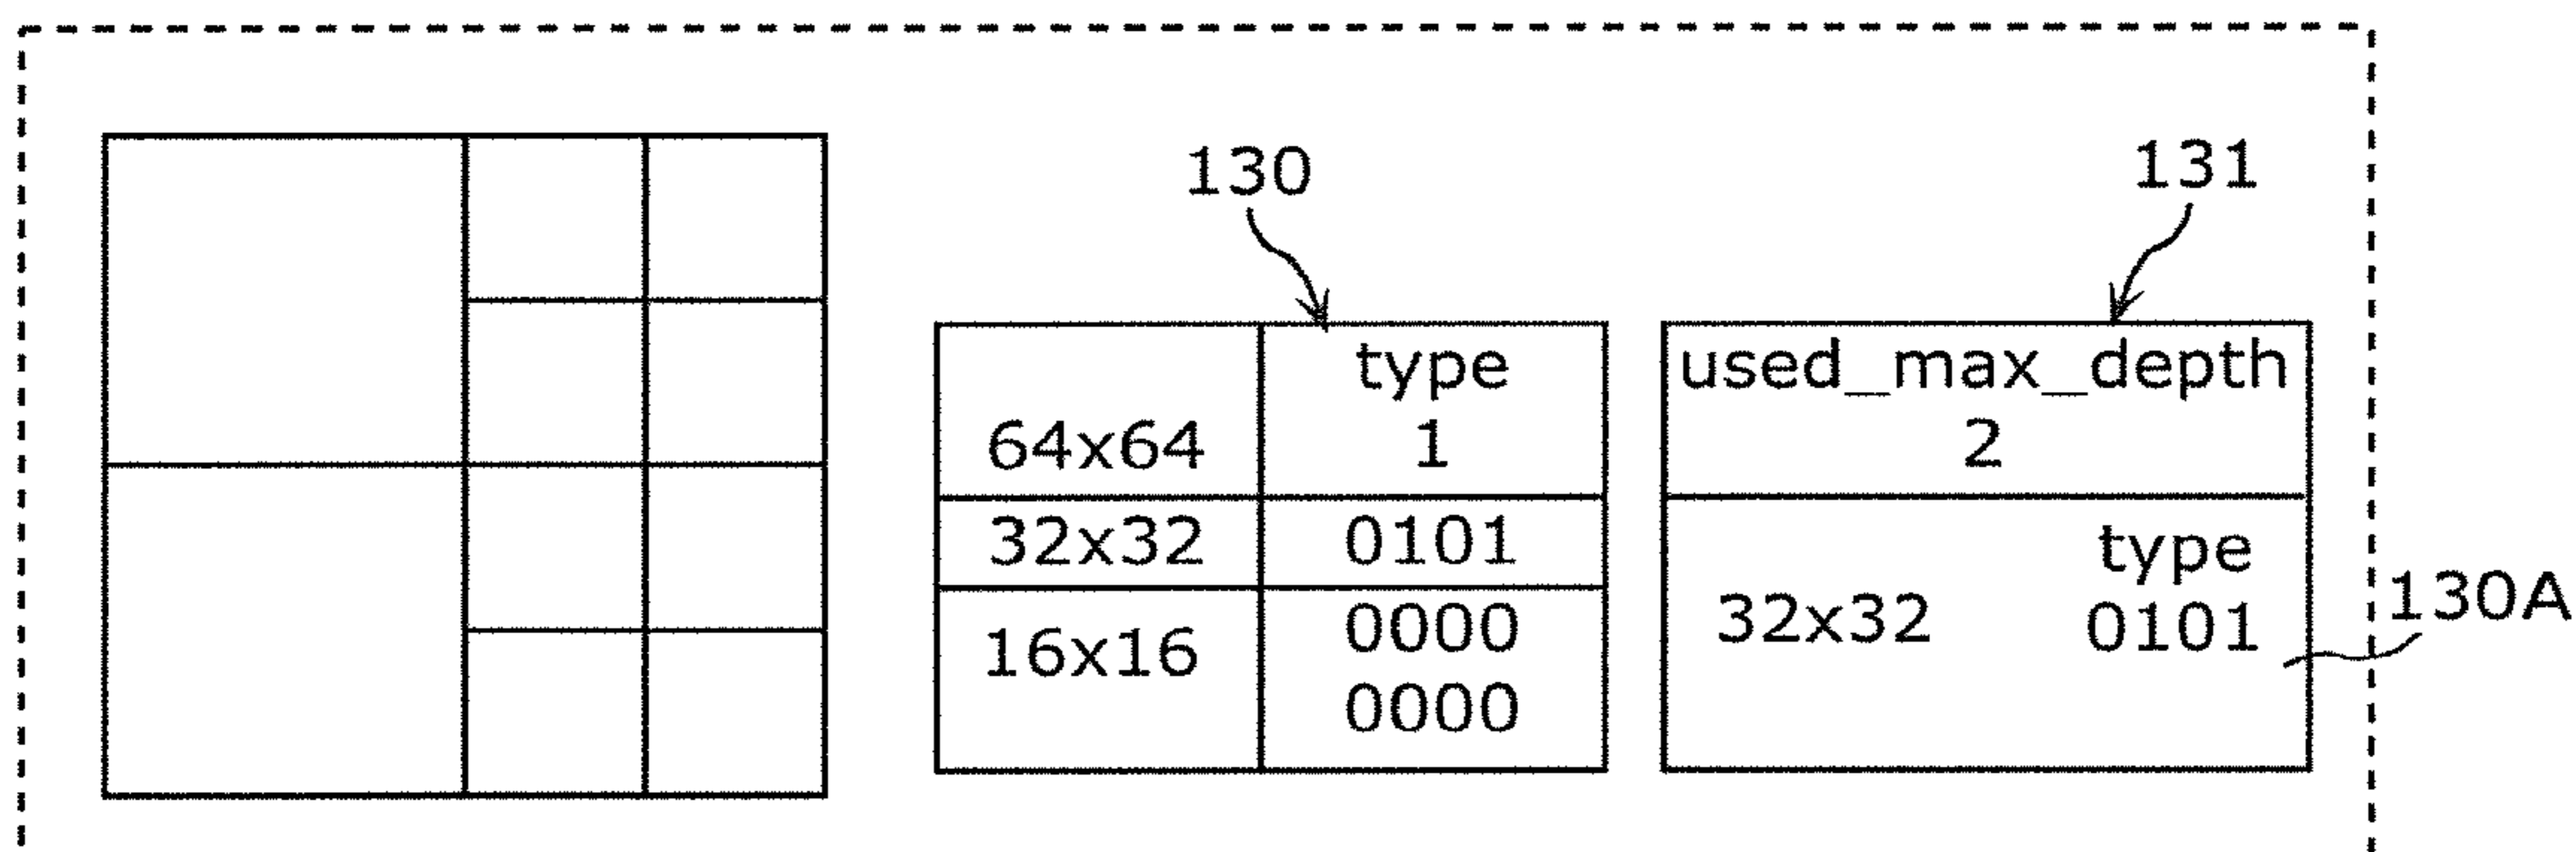 130
131
type
used_max_depth
64x64
1
2
32x32
0101
type
130A
32x32
0101
16x16
0000
0000